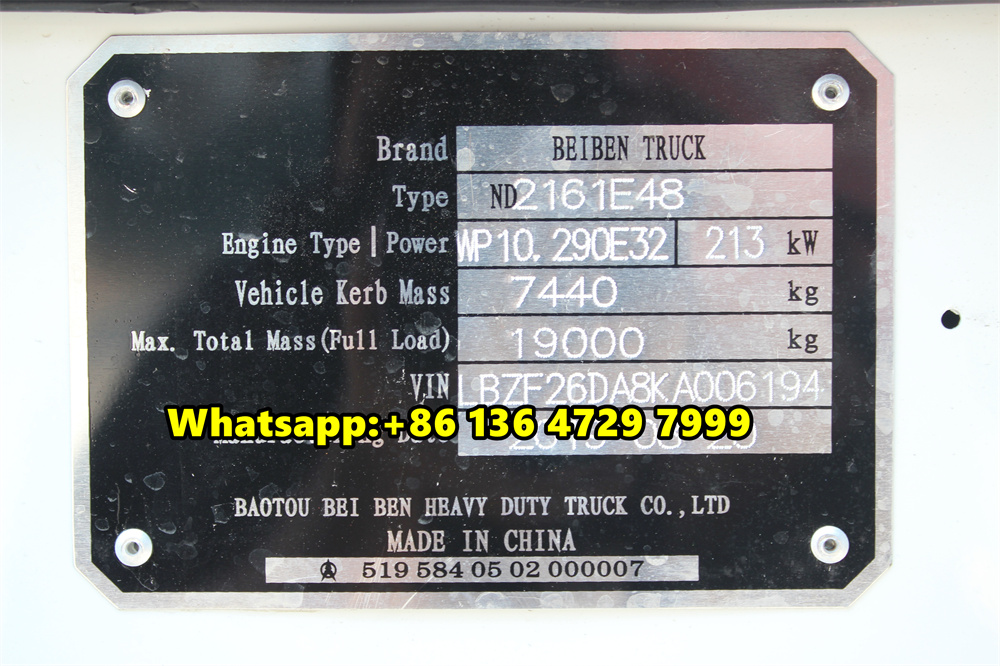 Brand BEIBEN TRUCK
Type ND2161E48
Engine Type | Power WP10.290E32 213 kW
Vehicle Kerb Mass 7440 kg
Max. Total Mass(Full Load) 19000 kg
VIN LBZF26DA8KA006194
Whatsapp:+86 136 4729 7999
BAOTOU BEI BEN HEAVY DUTY TRUCK CO.,LTD
MADE IN CHINA
519 584 05 02 000007